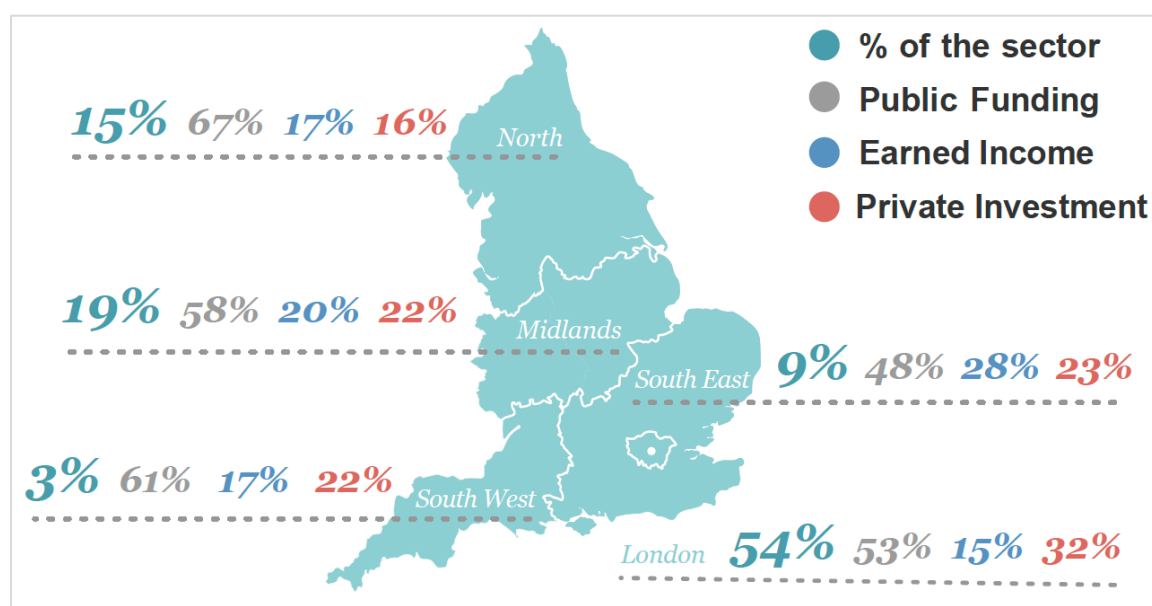 % of the sector
Public Funding
Earned Income
Private Investment
15% 67% 17% 16%
North
19% 58% 20% 22%
Midlands
South East
9% 48% 28% 23%
3% 61% 17% 22%
South West
London 54% 53% 15% 32%